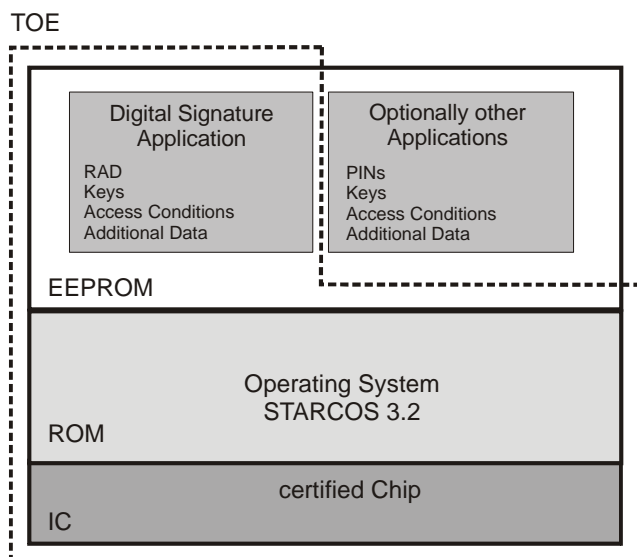 TOE
Digital Signature
Application
RAD
Keys
Access Conditions
Additional Data
Optionally other
Applications
PINs
Keys
Access Conditions
Additional Data
EEPROM
Operating System
STARCOS 3.2
ROM
certified Chip
IC